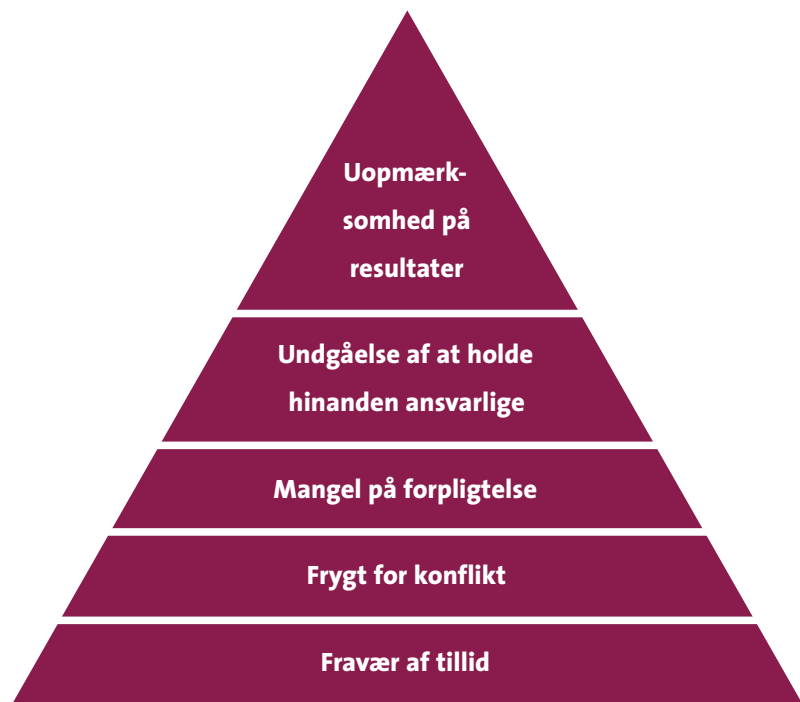 Uopmærk-
somhed på
resultater
Undgåelse af at holde
hinanden ansvarlige
Mangel på forpligtelse
Frygt for konflikt
Fravær af tillid